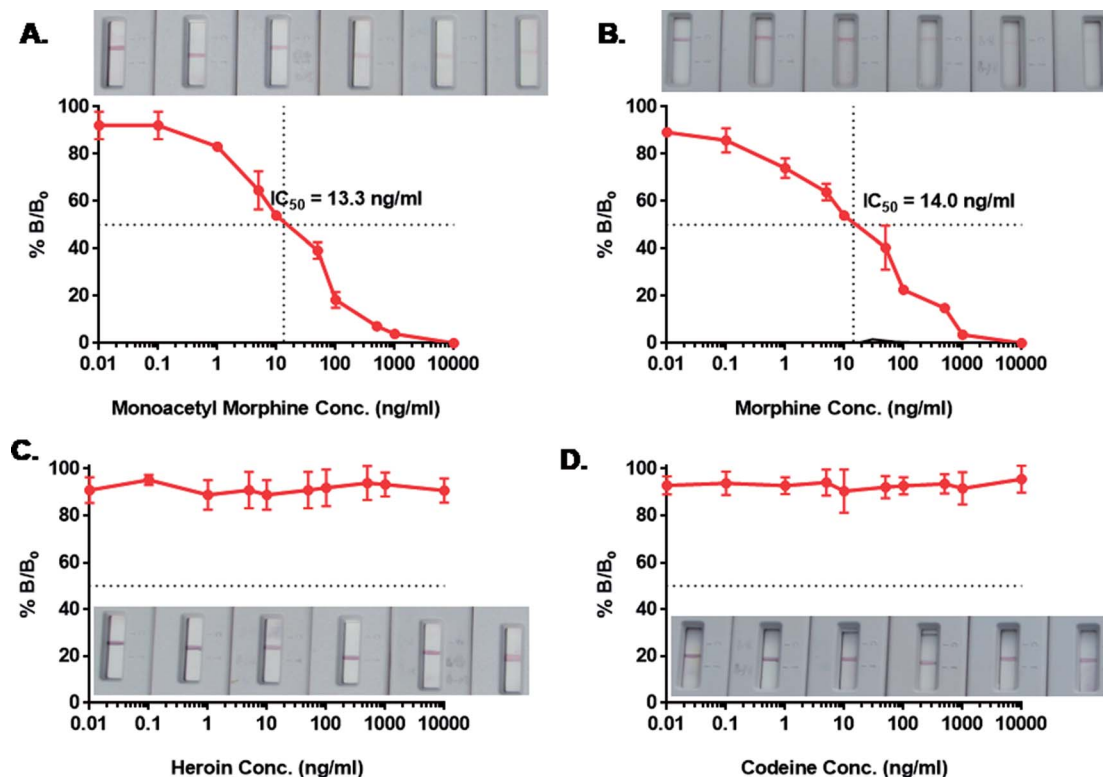 A.
B.
100
80
60
40
20
0
% B/B₀
IC₅₀ = 13.3 ng/ml
0.01 0.1 1 10 100 1000 10000
Monoacetyl Morphine Conc. (ng/ml)
100
80
60
40
20
0
% B/B₀
IC₅₀ = 14.0 ng/ml
0.01 0.1 1 10 100 1000 10000
Morphine Conc. (ng/ml)
C.
100
80
60
40
20
0
% B/B₀
0.01 0.1 1 10 100 1000 10000
Heroin Conc. (ng/ml)
D.
100
80
60
40
20
0
% B/B₀
0.01 0.1 1 10 100 1000 10000
Codeine Conc. (ng/ml)